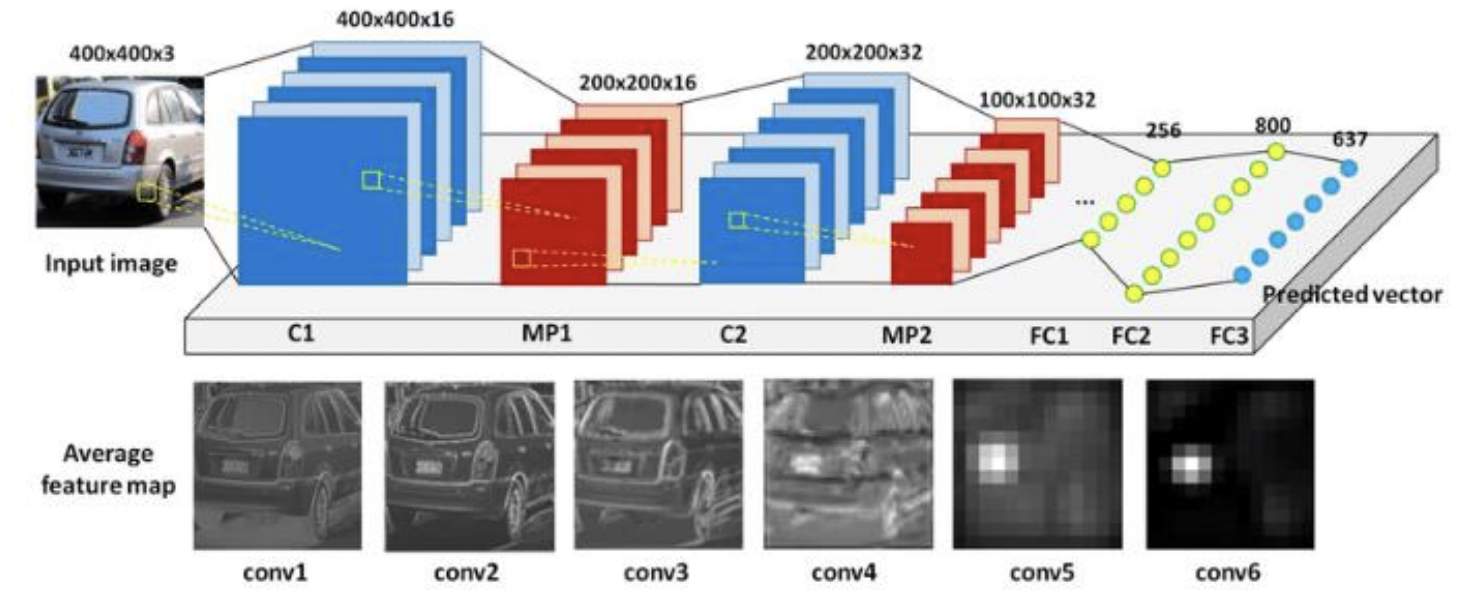 400x400x16
400x400x3
200x200x32
200x200x16
100x100x32
256
800
637
...
Input image
Predicted vector
C1
MP1
C2
MP2
FC1
FC2
FC3
Average
feature map
conv1
conv2
conv3
conv4
conv5
conv6